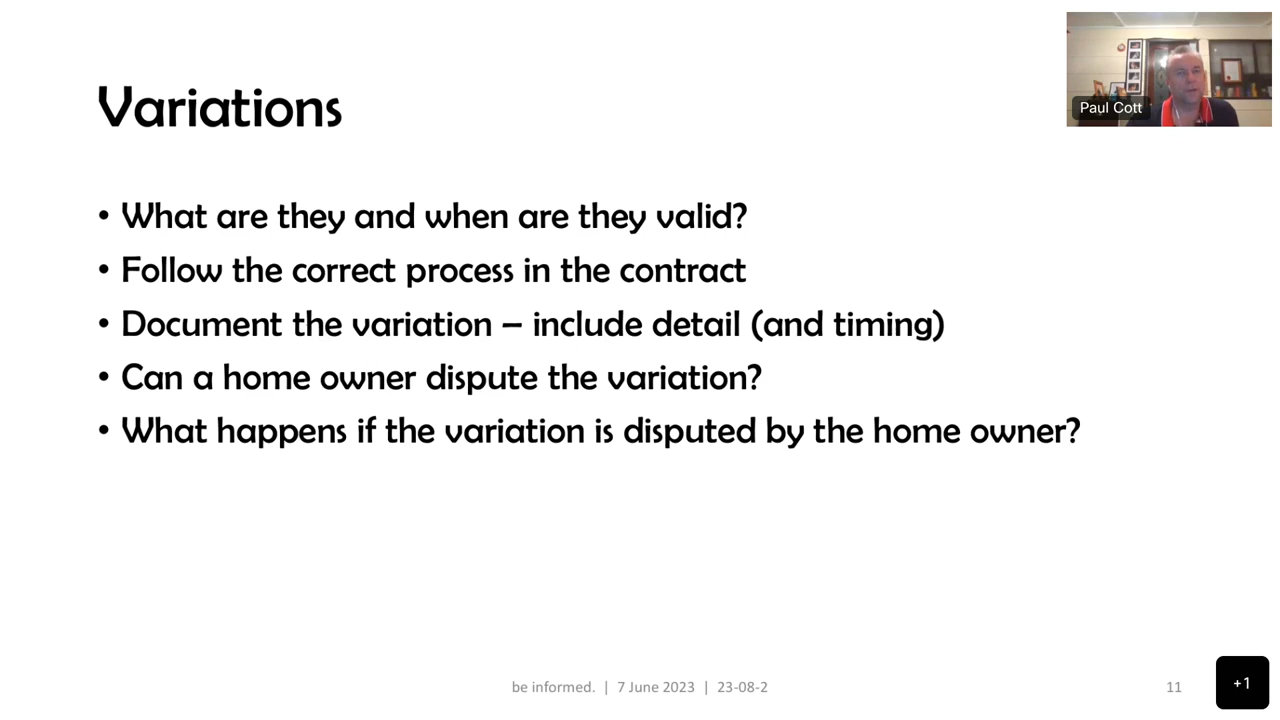 Variations
Paul Cott
• What are they and when are they valid?
• Follow the correct process in the contract
• Document the variation – include detail (and timing)
• Can a home owner dispute the variation?
• What happens if the variation is disputed by the home owner?
be informed. | 7 June 2023 | 23-08-2
11
+1